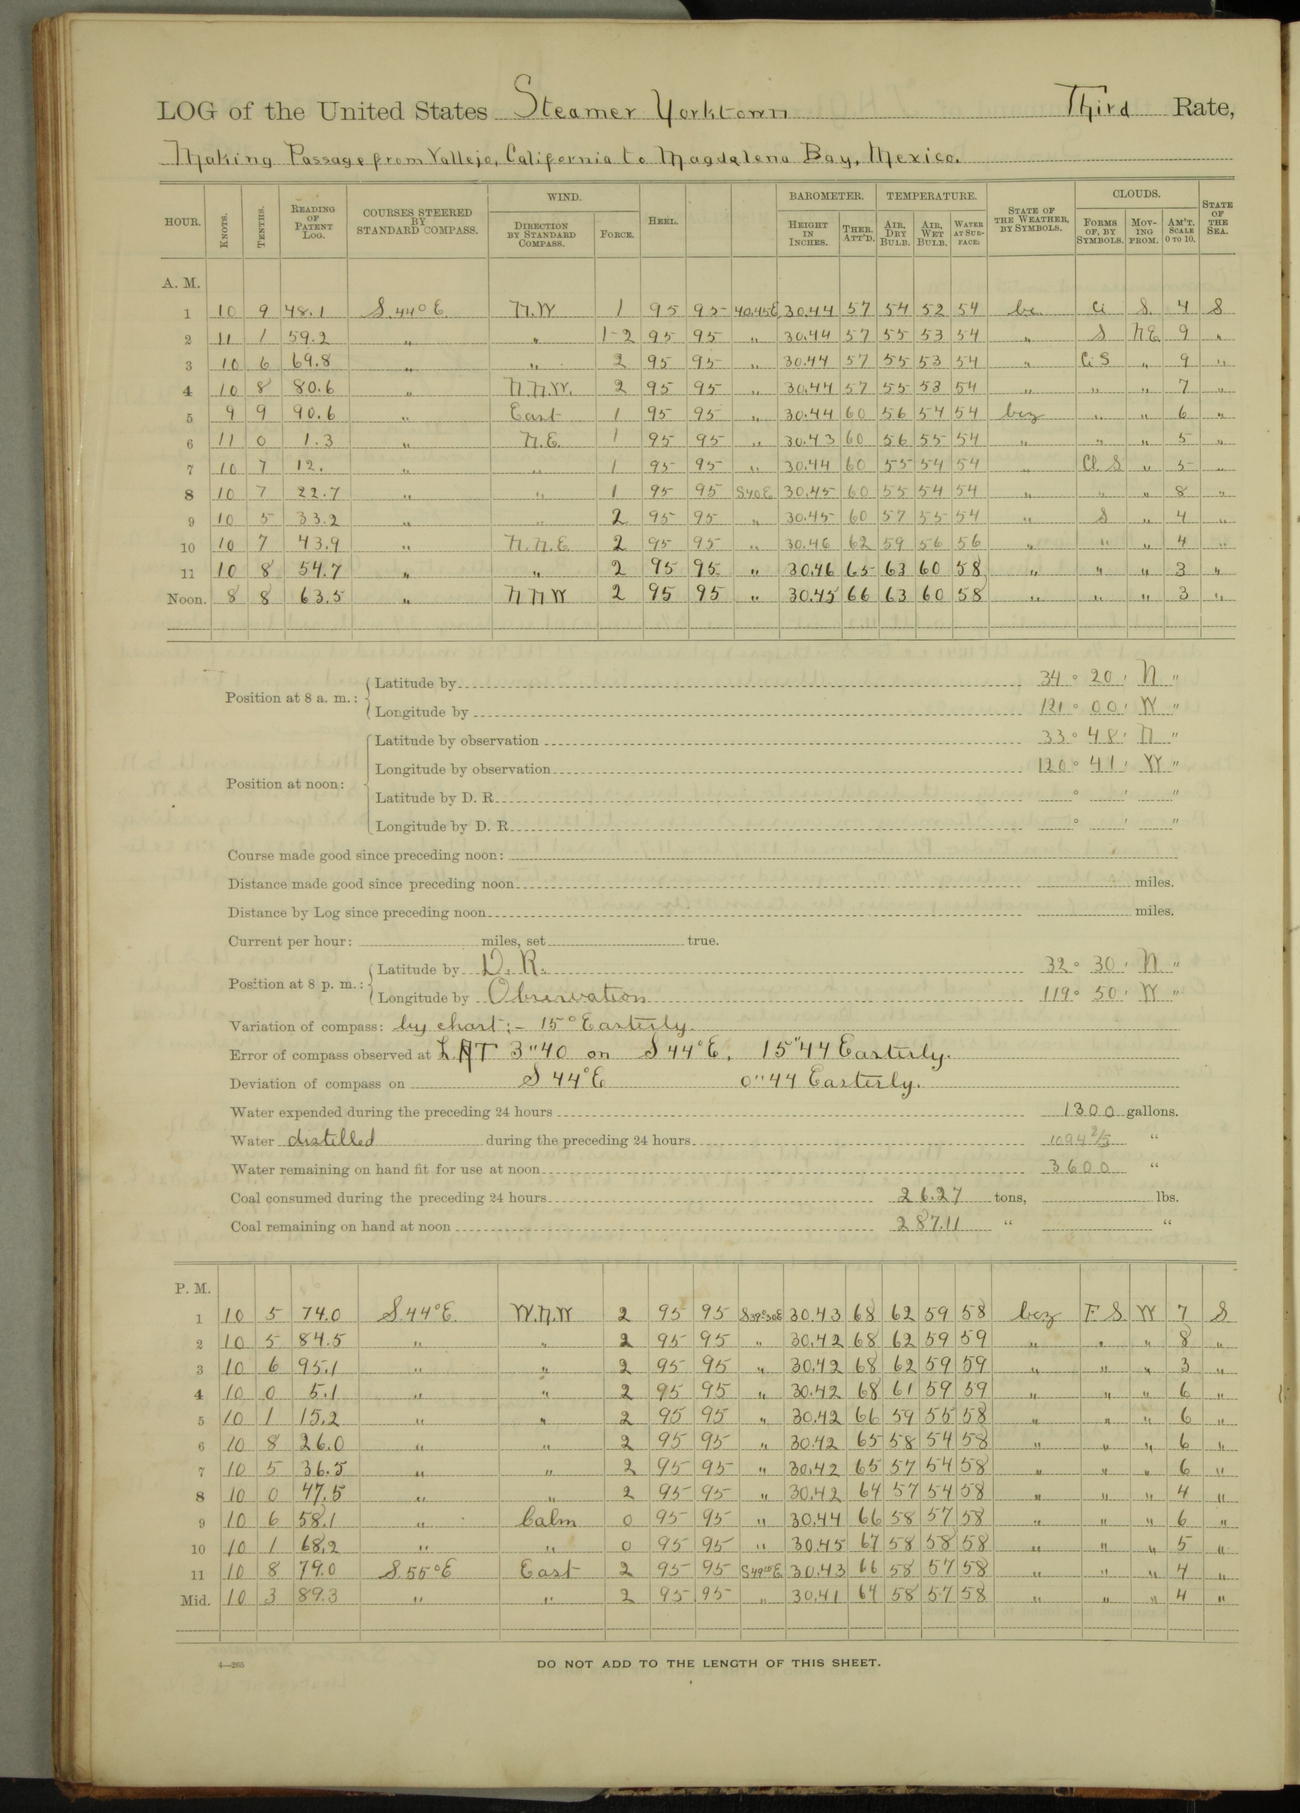 LOG of the United States Steamer Yorktown Third Rate,
Making Passage from Vallejo, California to Magdalena Bay, Mexico.
HOUR. KNOTS. TENTHS. READING OF PATENT LOG. COURSES STEERED BY STANDARD COMPASS. WIND. DIRECTION BY STANDARD COMPASS. FORCE. HEEL. BAROMETER. HEIGHT IN INCHES. THER. ATT'D. TEMPERATURE. AIR, DRY BULB. AIR, WET BULB. WATER AT SURFACE. STATE OF THE WEATHER, BY SYMBOLS. CLOUDS. FORMS OF, BY SYMBOLS. MOVING FROM. AM'T. SCALE 0 TO 10. STATE OF THE SEA.
A. M.
1 10 9 48.1 S. 44° E. N.W 1 95 95 30.44 57 54 52 54 bc Ci S. 4 S
2 11 1 59.2 " " 1-2 95 95 " 30.44 57 55 53 54 " S N.E. 9 "
3 10 6 69.8 " " 2 95 95 " 30.44 57 55 53 54 " Ci S " 9 "
4 10 8 80.6 " N.N.W. 2 95 95 " 30.44 57 55 53 54 " " " 7 "
5 9 9 90.6 " East 1 95 95 " 30.44 60 56 54 54 bcz " " 6 "
6 11 0 1.3 " N.E. 1 95 95 " 30.43 60 56 55 54 " " " 5 "
7 10 7 12. " " 1 95 95 " 30.44 60 55 54 54 " Ci S " 5 "
8 10 7 22.7 " " 1 95 95 S40E 30.45 60 55 54 54 " " " 8 "
9 10 5 33.2 " " 2 95 95 " 30.45 60 57 55 54 " S " 4 "
10 10 7 43.9 " N.N.E. 2 95 95 " 30.46 62 59 56 56 " " " 4 "
11 10 8 54.7 " " 2 95 95 " 30.46 65 63 60 58 " " " 3 "
Noon. 8 8 63.5 " N N W 2 95 95 " 30.45 66 63 60 58 " " " 3 "
Position at 8 a. m.: Latitude by 34° 20' N "
Longitude by 121° 00' W "
Position at noon: Latitude by observation 33° 48' N "
Longitude by observation 120° 41' W "
Latitude by D. R. ° ' "
Longitude by D. R. ° ' "
Course made good since preceding noon:
Distance made good since preceding noon miles.
Distance by Log since preceding noon miles.
Current per hour: miles, set true.
Position at 8 p. m.: Latitude by D. R. 32° 30' N "
Longitude by Observation 119° 50' W "
Variation of compass: by chart:- 15° Easterly.
Error of compass observed at L.A.T 3"40 on S 44° E, 15"44 Easterly.
Deviation of compass on S 44° E 0"44 Easterly.
Water expended during the preceding 24 hours 1300 gallons.
Water distilled during the preceding 24 hours 1094 2/5 "
Water remaining on hand fit for use at noon 3600 "
Coal consumed during the preceding 24 hours 26.27 tons, lbs.
Coal remaining on hand at noon 287.11 " "
P. M.
1 10 5 74.0 S. 44° E. W.N.W 2 95 95 S39°30E 30.43 68 62 59 58 bcz F. S W 7 S
2 10 5 84.5 " " 2 95 95 " 30.42 68 62 59 59 " " " 8 "
3 10 6 95.1 " " 2 95 95 " 30.42 68 62 59 59 " " " 3 "
4 10 0 5.1 " " 2 95 95 " 30.42 68 61 59 59 " " " 6 "
5 10 1 15.2 " " 2 95 95 " 30.42 66 59 55 58 " " " 6 "
6 10 8 26.0 " " 2 95 95 " 30.42 65 58 54 58 " " " 6 "
7 10 5 36.5 " " 2 95 95 " 30.42 65 57 54 58 " " " 6 "
8 10 0 47.5 " " 2 95 95 " 30.42 64 57 54 58 " " " 4 "
9 10 6 58.1 " Calm 0 95 95 " 30.44 66 58 57 58 " " " 6 "
10 10 1 68.2 " " 0 95 95 " 30.45 67 58 58 58 " " " 5 "
11 10 8 79.0 S. 55° E East 2 95 95 30.43 66 58 57 58 " " " 4 "
Mid. 10 3 89.3 " " 2 95 95 " 30.41 64 58 57 58 " " " 4 "
4—265
DO NOT ADD TO THE LENGTH OF THIS SHEET.